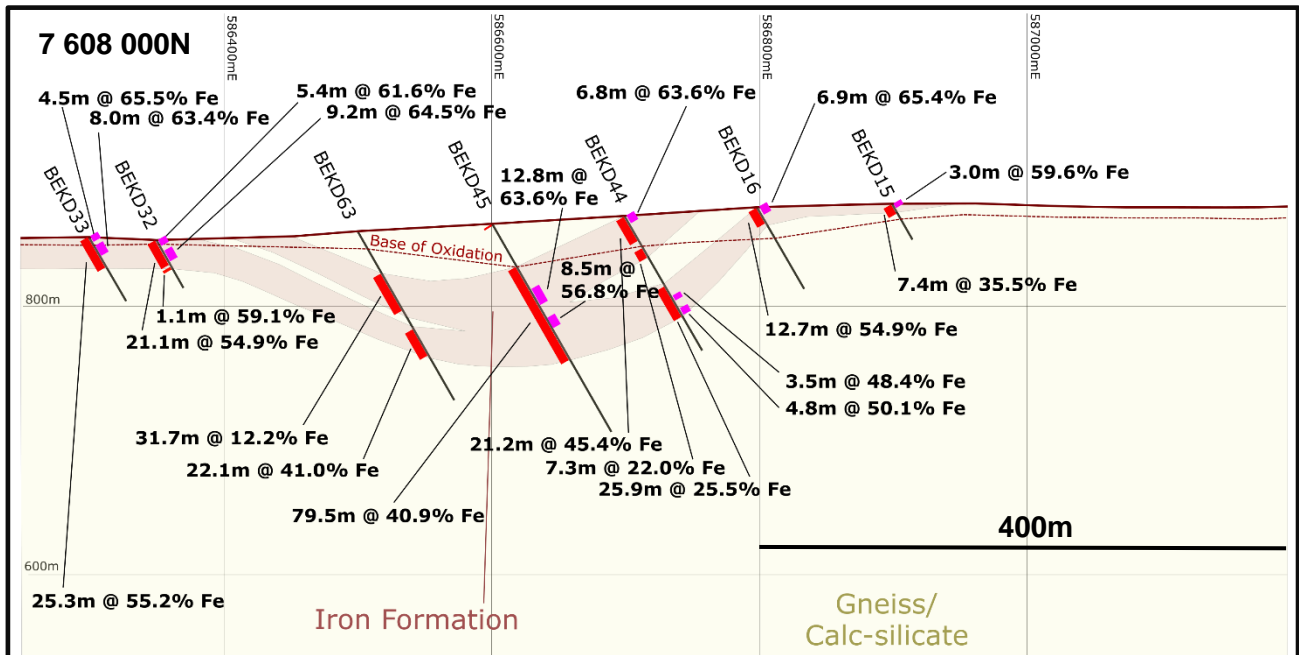 7 608 000N
586400mE
586600mE
586800mE
587000mE
4.5m @ 65.5% Fe
8.0m @ 63.4% Fe
5.4m @ 61.6% Fe
9.2m @ 64.5% Fe
6.8m @ 63.6% Fe
6.9m @ 65.4% Fe
3.0m @ 59.6% Fe
12.8m @
63.6% Fe
BEKD33
BEKD32
BEKD63
BEKD45
BEKD44
BEKD16
BEKD15
Base of Oxidation
8.5m @
56.8% Fe
7.4m @ 35.5% Fe
800m
1.1m @ 59.1% Fe
21.1m @ 54.9% Fe
12.7m @ 54.9% Fe
3.5m @ 48.4% Fe
4.8m @ 50.1% Fe
31.7m @ 12.2% Fe
22.1m @ 41.0% Fe
21.2m @ 45.4% Fe
7.3m @ 22.0% Fe
25.9m @ 25.5% Fe
79.5m @ 40.9% Fe
400m
600m
25.3m @ 55.2% Fe
Iron Formation
Gneiss/
Calc-silicate